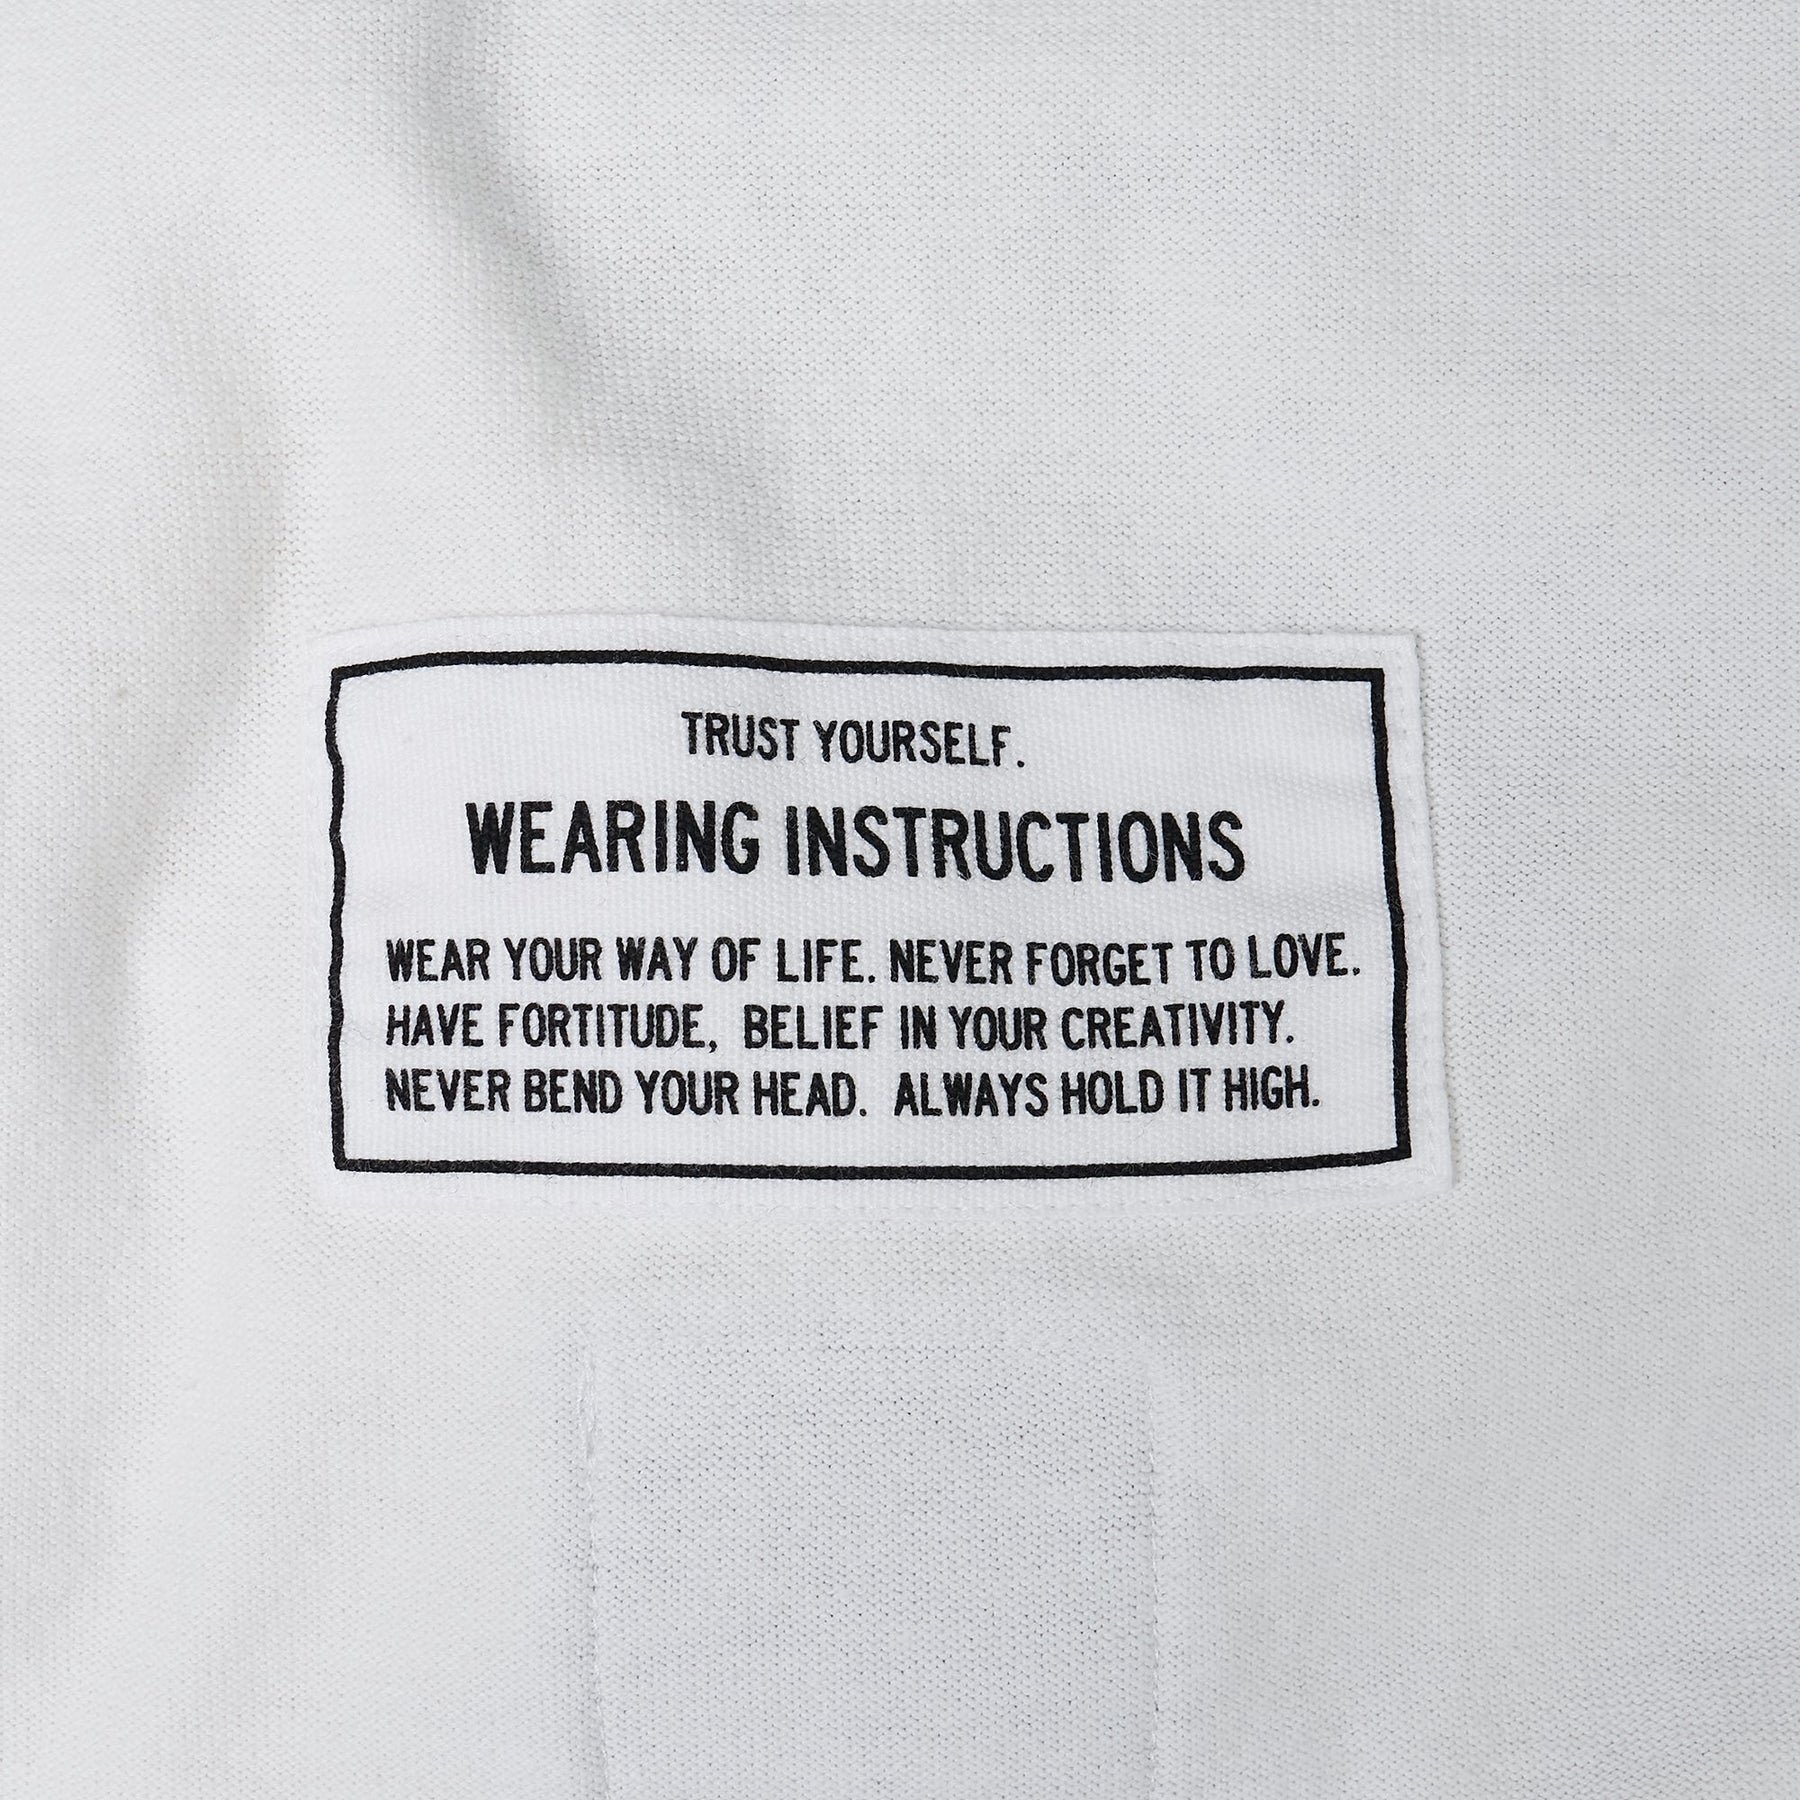 TRUST YOURSELF.
WEARING INSTRUCTIONS
WEAR YOUR WAY OF LIFE. NEVER FORGET TO LOVE.
HAVE FORTITUDE, BELIEF IN YOUR CREATIVITY.
NEVER BEND YOUR HEAD. ALWAYS HOLD IT HIGH.